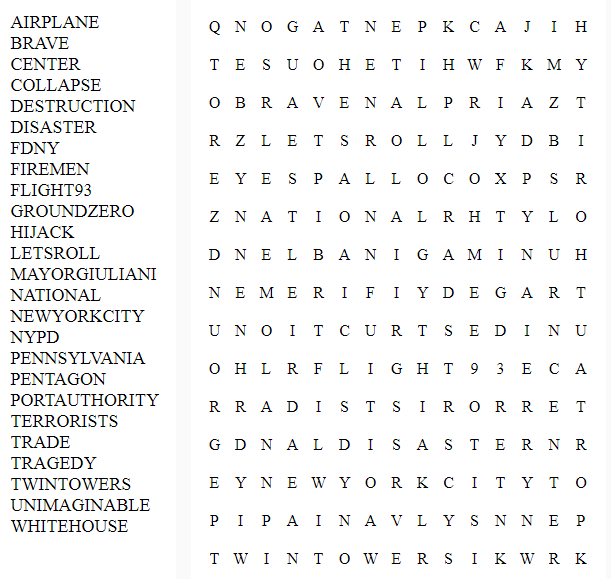 AIRPLANE
BRAVE
CENTER
COLLAPSE
DESTRUCTION
DISASTER
FDNY
FIREMEN
FLIGHT93
GROUNDZERO
HIJACK
LETSROLL
MAYORGIULIANI
NATIONAL
NEWYORKCITY
NYPD
PENNSYLVANIA
PENTAGON
PORTAUTHORITY
TERRORISTS
TRADE
TRAGEDY
TWINTOWERS
UNIMAGINABLE
WHITEHOUSE
Q N O G A T N E P K C A J I H
T E S U O H E T I H W F K M Y
O B R A V E N A L P R I A Z T
R Z L E T S R O L L J Y D B I
E Y E S P A L L O C O X P S R
Z N A T I O N A L R H T Y L O
D N E L B A N I G A M I N U H
N E M E R I F I Y D E G A R T
U N O I T C U R T S E D I N U
O H L R F L I G H T 9 3 E C A
R R A D I S T S I R O R R E T
G D N A L D I S A S T E R N R
E Y N E W Y O R K C I T Y T O
P I P A I N A V L Y S N N E P
T W I N T O W E R S I K W R K